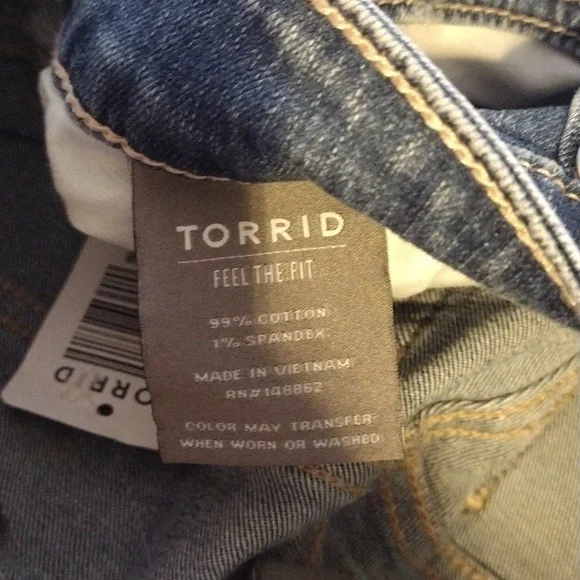 TORRID
FEEL THE FIT
99% COTTON
1% SPANDEX
MADE IN VIETNAM
RN#148862
COLOR MAY TRANSFER
WHEN WORN OR WASHED
TORRID